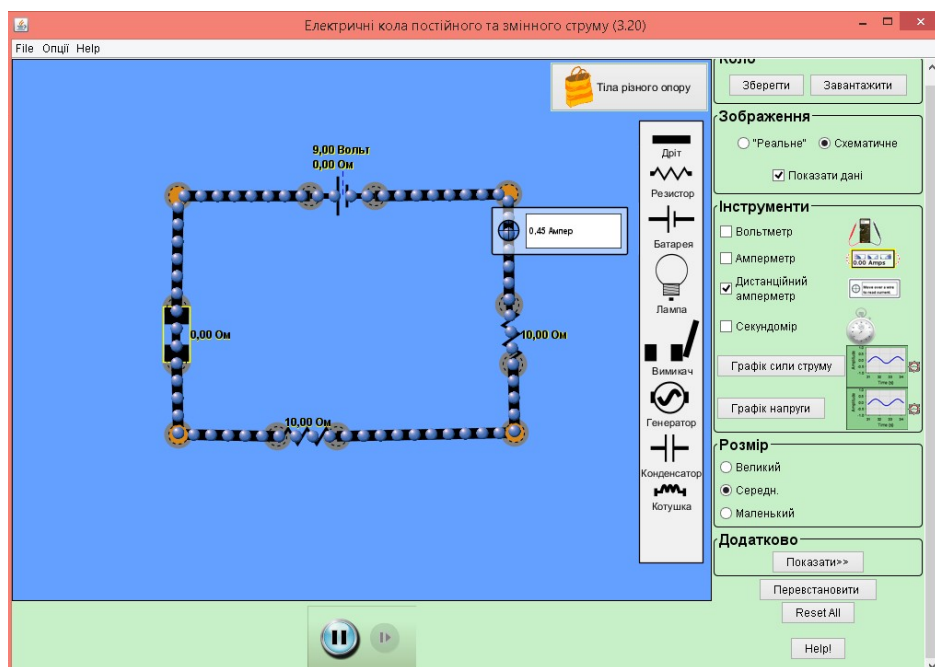 Електричні кола постійного та змінного струму (3.20)
File Опції Help
Тіла різного опору
9,00 Вольт
0,00 Ом
0,45 Ампер
0,00 Ом
10,00 Ом
10,00 Ом
Дріт
Резистор
Батарея
Лампа
Вимикач
Генератор
Конденсатор
Котушка
Коло
Зберегти Завантажити
Зображення
"Реальне" Схематичне
Показати дані
Інструменти
Вольтметр
Амперметр
0.00 Amps
Дистанційний
амперметр
Секундомір
Графік сили струму
Графік напруги
Розмір
Великий
Середн.
Маленький
Додатково
Показати>>
Перевстановити
Reset All
Help!